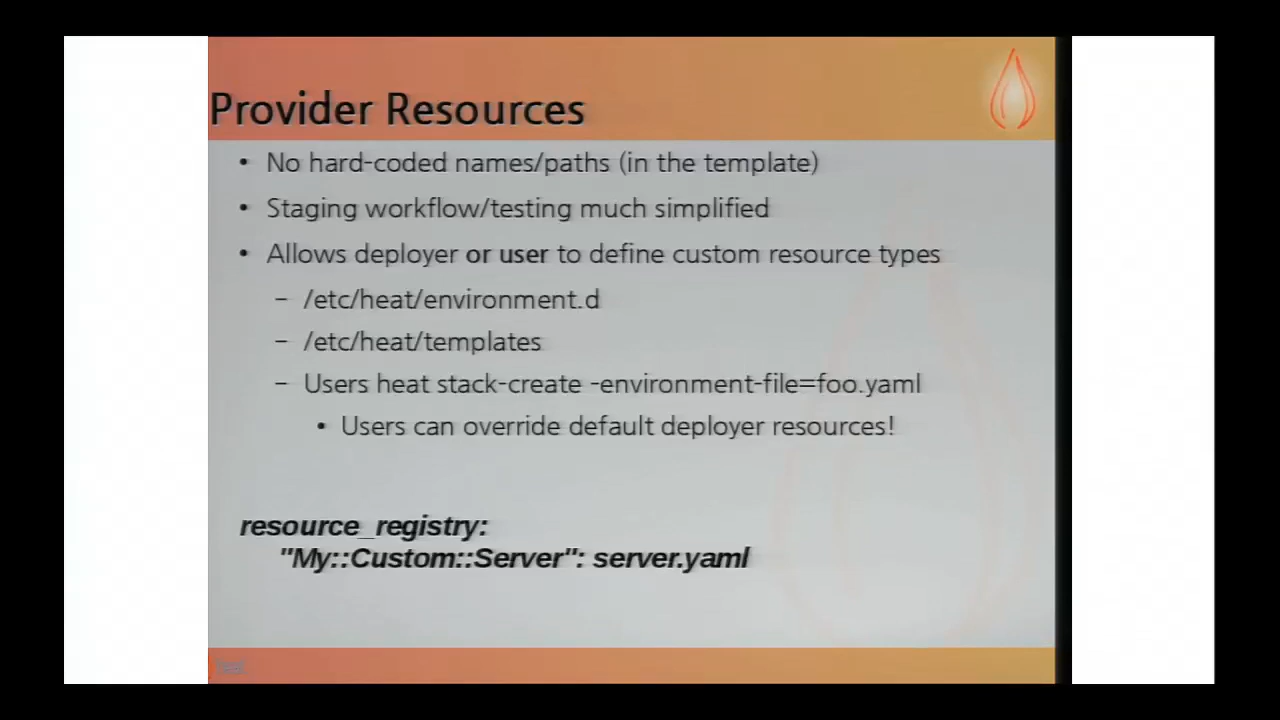 Provider Resources
• No hard-coded names/paths (in the template)
• Staging workflow/testing much simplified
• Allows deployer or user to define custom resource types
– /etc/heat/environment.d
– /etc/heat/templates
– Users heat stack-create -environment-file=foo.yaml
• Users can override default deployer resources!
resource_registry:
"My::Custom::Server": server.yaml
heat